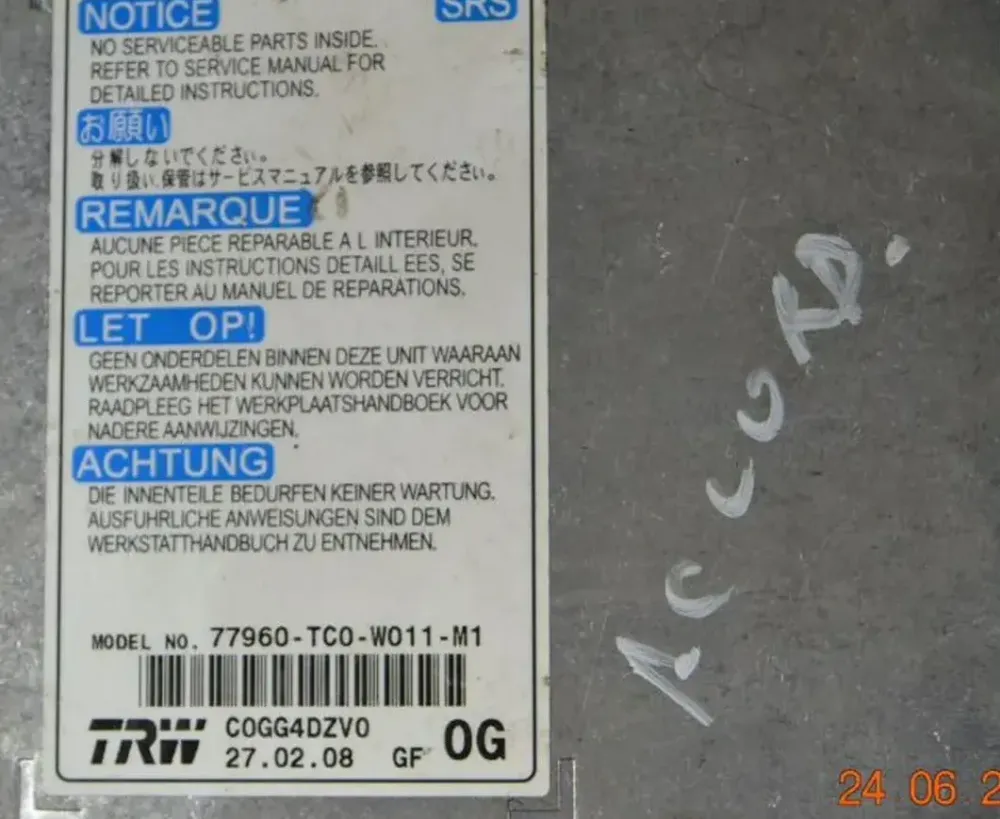 NOTICE SRS
NO SERVICEABLE PARTS INSIDE.
REFER TO SERVICE MANUAL FOR
DETAILED INSTRUCTIONS.
お願い
分解しないでください。
取り扱い、保管はサービスマニュアルを参照してください。
REMARQUE
AUCUNE PIECE REPARABLE A L INTERIEUR.
POUR LES INSTRUCTIONS DETAILL EES, SE
REPORTER AU MANUEL DE REPARATIONS.
LET OP!
GEEN ONDERDELEN BINNEN DEZE UNIT WAARAAN
WERKZAAMHEDEN KUNNEN WORDEN VERRICHT.
RAADPLEEG HET WERKPLAATSHANDBOEK VOOR
NADERE AANWIJZINGEN.
ACHTUNG
DIE INNENTEILE BEDURFEN KEINER WARTUNG.
AUSFUHRLICHE ANWEISUNGEN SIND DEM
WERKSTATTHANDBUCH ZU ENTNEHMEN.
MODEL NO. 77960-TC0-W011-M1
TRW C0GG4DZV0
27.02.08 GF 0G
Accord.
24 06 2